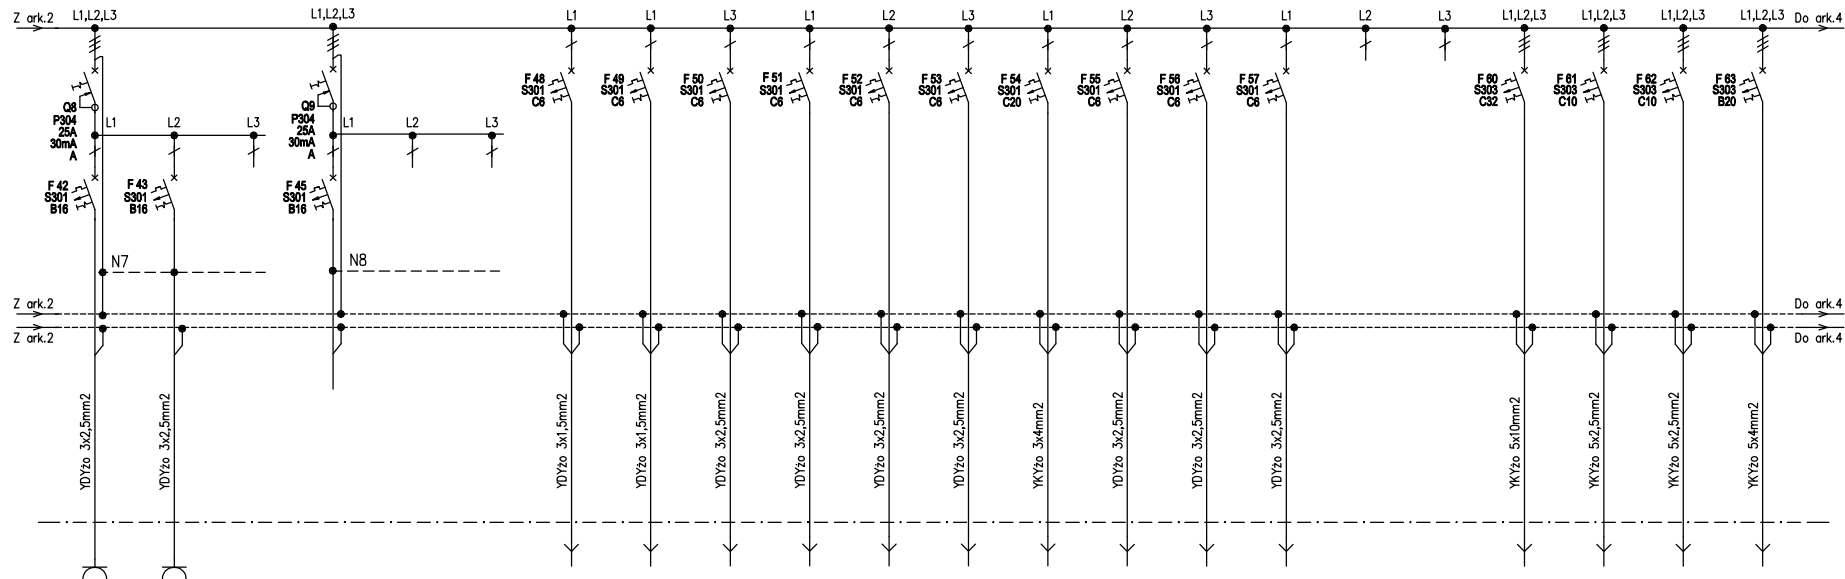 Z ark.2
L1,L2,L3
L1,L2,L3
L1
L1
L3
L1
L2
L3
L1
L2
L3
L1
L2
L3
L1,L2,L3
L1,L2,L3
L1,L2,L3
L1,L2,L3
Do ark.4
Q8
P304
25A
30mA
A
L1
L2
L3
Q9
P304
25A
30mA
A
L1
L2
L3
F 48
S301
C6
F 49
S301
C6
F 50
S301
C6
F 51
S301
C6
F 52
S301
C6
F 53
S301
C6
F 54
S301
C20
F 55
S301
C6
F 56
S301
C6
F 57
S301
C6
F 60
S303
C32
F 61
S303
C10
F 62
S303
C10
F 63
S303
B20
F 42
S301
B16
F 43
S301
B16
F 45
S301
B16
N7
N8
Z ark.2
Do ark.4
Z ark.2
Do ark.4
YDYżo 3x2,5mm2
YDYżo 3x2,5mm2
YDYżo 3x1,5mm2
YDYżo 3x1,5mm2
YDYżo 3x2,5mm2
YDYżo 3x2,5mm2
YDYżo 3x2,5mm2
YDYżo 3x2,5mm2
YKYżo 3x4mm2
YDYżo 3x2,5mm2
YDYżo 3x2,5mm2
YDYżo 3x2,5mm2
YKYżo 5x10mm2
YKYżo 5x2,5mm2
YKYżo 5x2,5mm2
YKYżo 5x4mm2